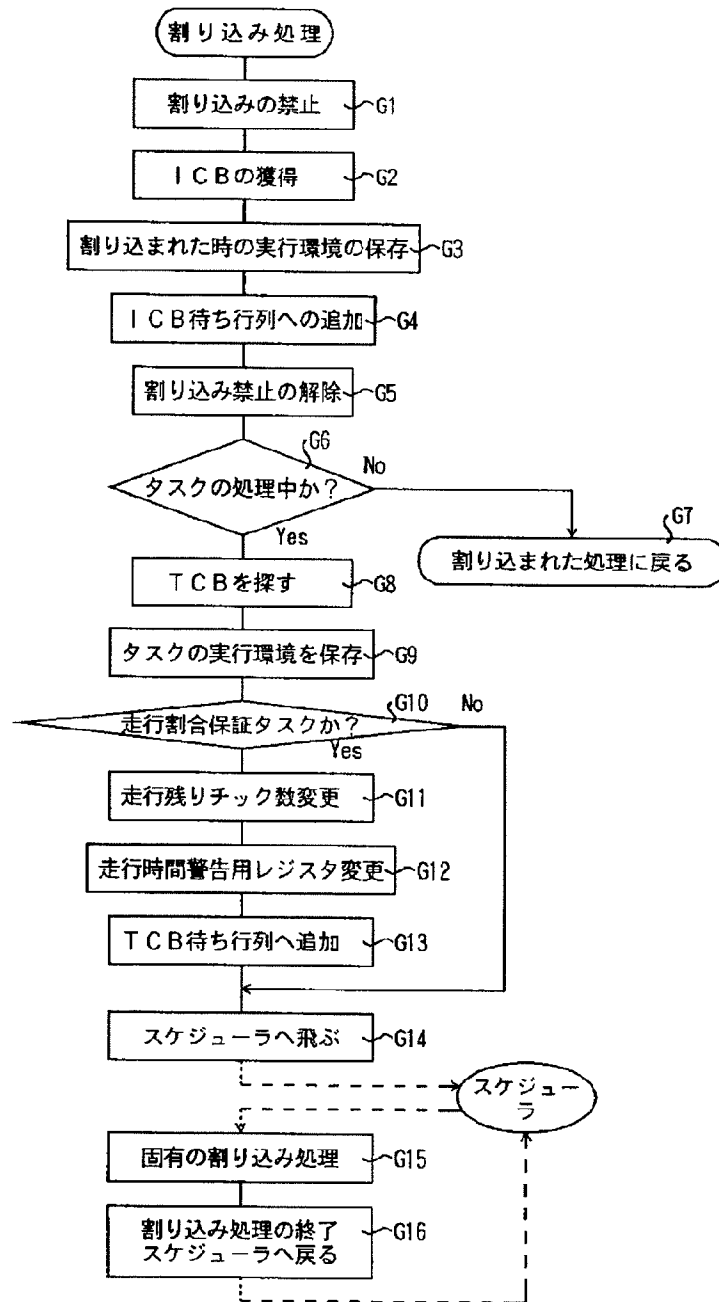 割り込み処理
割り込みの禁止 G1
ICBの獲得 G2
割り込まれた時の実行環境の保存 G3
ICB待ち行列への追加 G4
割り込み禁止の解除 G5
G6
タスクの処理中か？ No
Yes
G7
割り込まれた処理に戻る
TCBを探す G8
タスクの実行環境を保存 G9
G10
走行割合保証タスクか？ No
Yes
走行残りチック数変更 G11
走行時間警告用レジスタ変更 G12
TCB待ち行列へ追加 G13
スケジューラへ飛ぶ G14
スケジュー
ラ
固有の割り込み処理 G15
割り込み処理の終了
スケジューラへ戻る G16